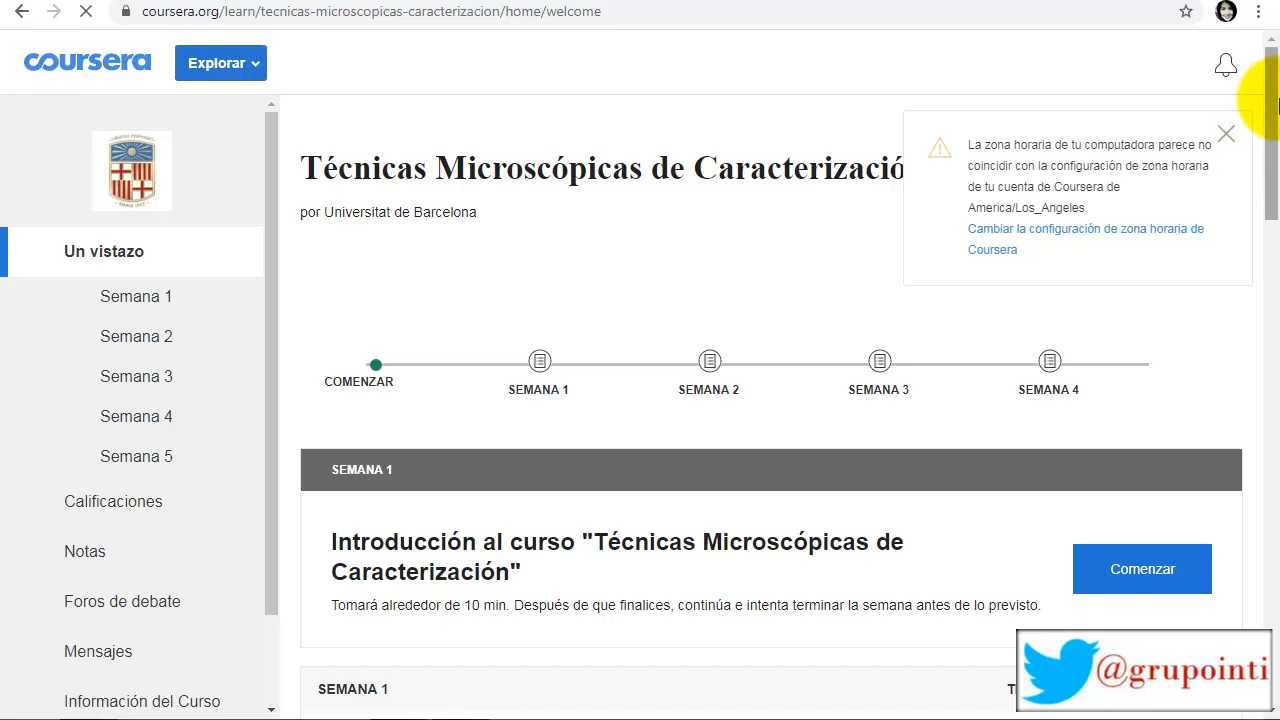 coursera.org/learn/tecnicas-microscopicas-caracterizacion/home/welcome
coursera
Explorar
Técnicas Microscópicas de Caracterizació
por Universitat de Barcelona
La zona horaria de tu computadora parece no
coincidir con la configuración de zona horaria
de tu cuenta de Coursera de
America/Los_Angeles.
Cambiar la configuración de zona horaria de
Coursera
Un vistazo
Semana 1
Semana 2
Semana 3
Semana 4
Semana 5
Calificaciones
Notas
Foros de debate
Mensajes
Información del Curso
COMENZAR
SEMANA 1
SEMANA 2
SEMANA 3
SEMANA 4
SEMANA 1
Introducción al curso "Técnicas Microscópicas de
Caracterización"
Tomará alrededor de 10 min. Después de que finalices, continúa e intenta terminar la semana antes de lo previsto.
Comenzar
SEMANA 1
@grupointi